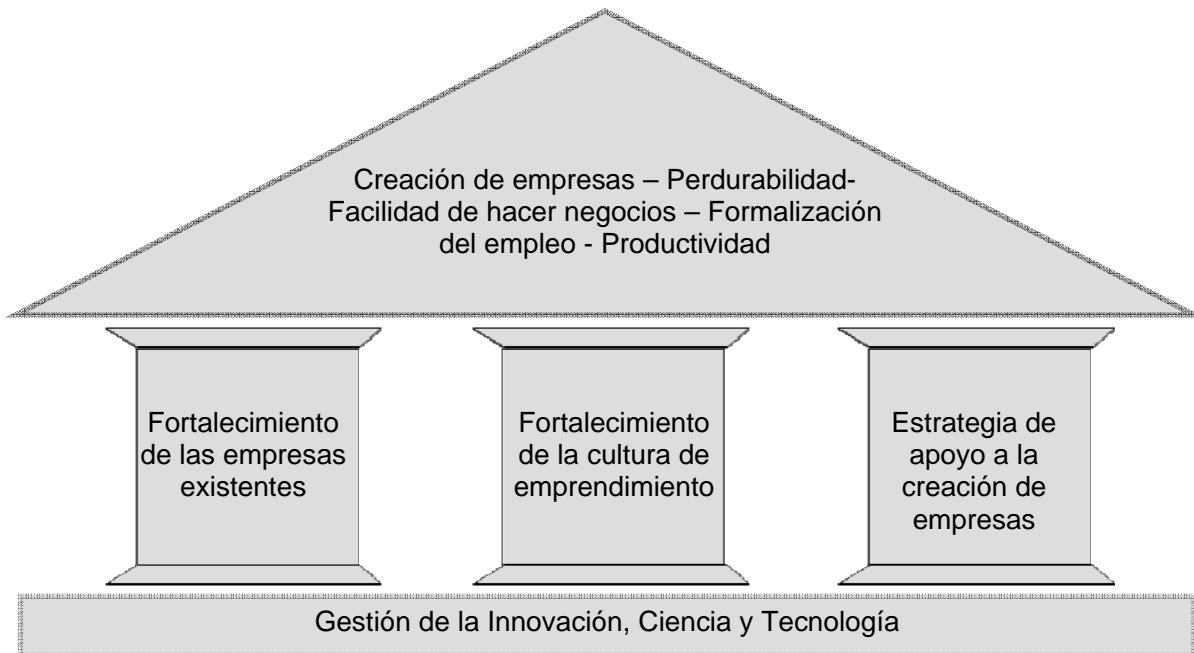 Creación de empresas – Perdurabilidad-
Facilidad de hacer negocios – Formalización
del empleo - Productividad
Fortalecimiento
de las empresas
existentes
Fortalecimiento
de la cultura de
emprendimiento
Estrategia de
apoyo a la
creación de
empresas
Gestión de la Innovación, Ciencia y Tecnología